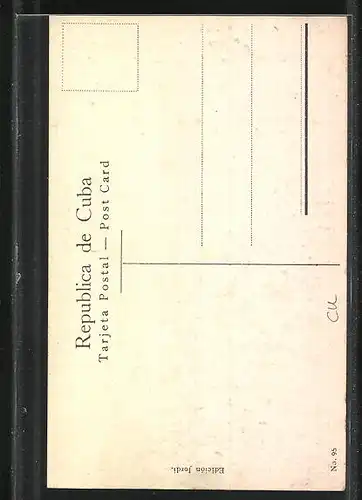 Republica de Cuba
Tarjeta Postal — Post Card
Edición Jordi.
No. 95
CU